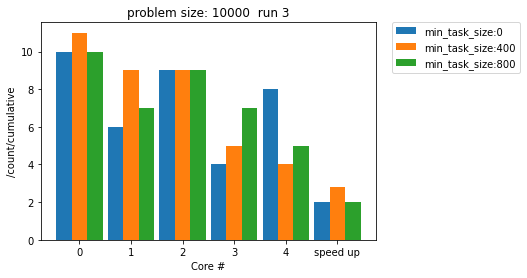 problem size: 10000  run 3
min_task_size:0
min_task_size:400
min_task_size:800
/count/cumulative
10
8
6
4
2
0
0 1 2 3 4 speed up
Core #